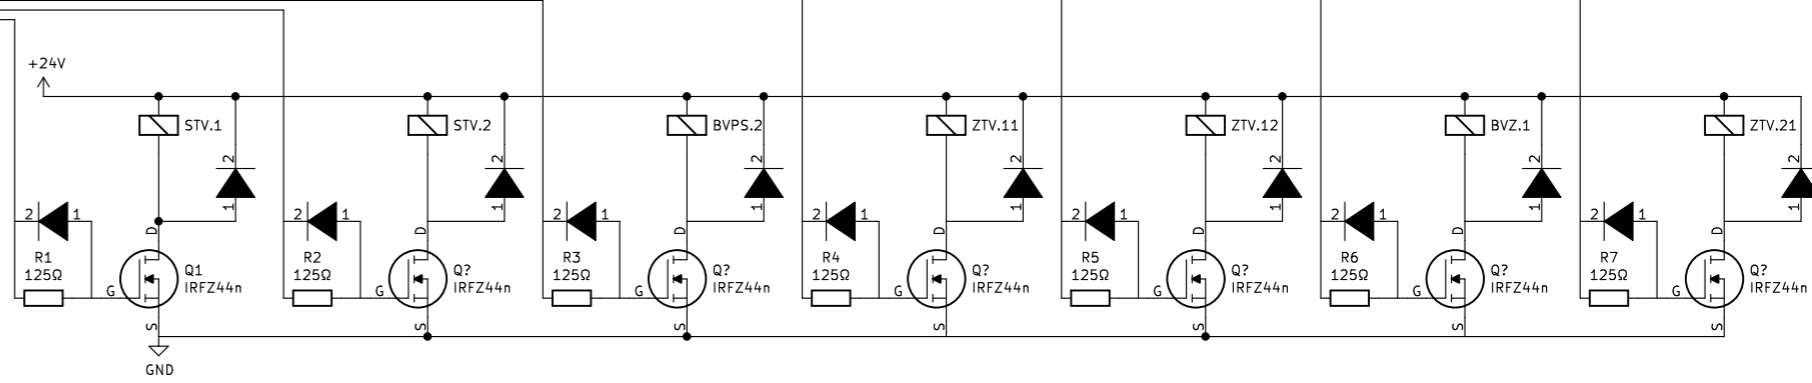 +24V
STV.1
STV.2
BVPS.2
ZTV.11
ZTV.12
BVZ.1
ZTV.21
2
2
2
2
2
2
2
1
1
1
1
1
1
1
2 1
2 1
2 1
2 1
2 1
2 1
2 1
D
D
D
D
D
D
D
R1
125Ω
G
Q1
IRFZ44n
S
R2
125Ω
G
Q?
IRFZ44n
S
R3
125Ω
G
Q?
IRFZ44n
S
R4
125Ω
G
Q?
IRFZ44n
S
R5
125Ω
G
Q?
IRFZ44n
S
R6
125Ω
G
Q?
IRFZ44n
S
R7
125Ω
G
Q?
IRFZ44n
S
GND